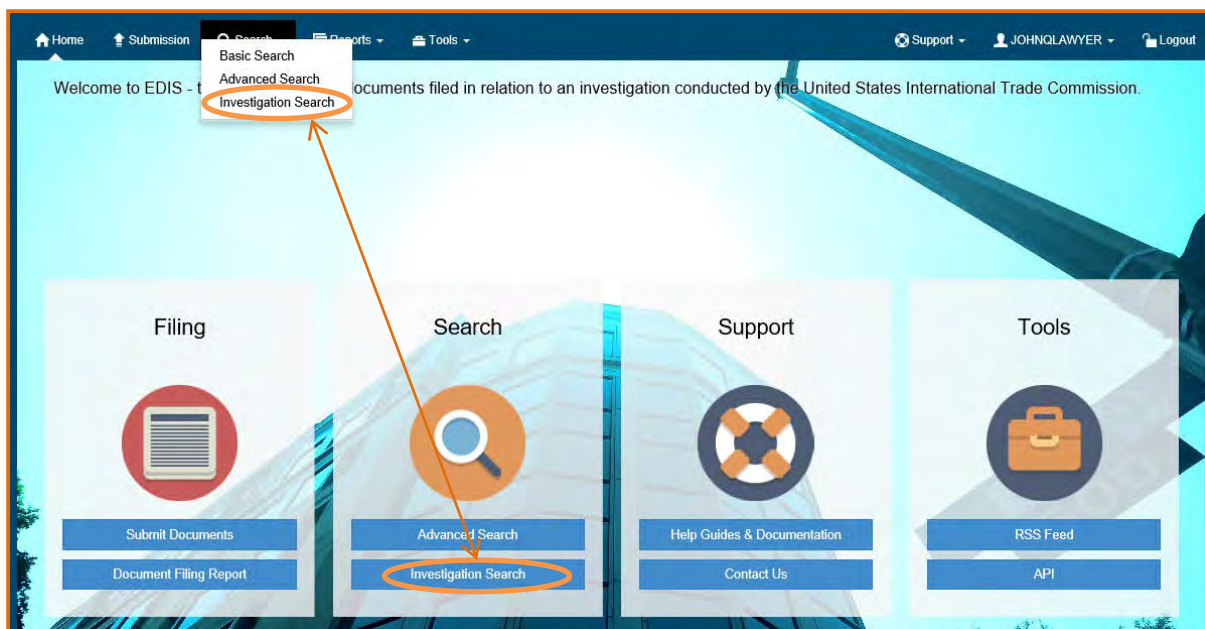 Home Submission Search Reports Tools Support JOHNQLAWYER Logout
Basic Search
Advanced Search
Investigation Search
Welcome to EDIS - t ocuments filed in relation to an investigation conducted by the United States International Trade Commission.
Filing Search Support Tools
Submit Documents Advanced Search Help Guides & Documentation RSS Feed
Document Filing Report Investigation Search Contact Us API